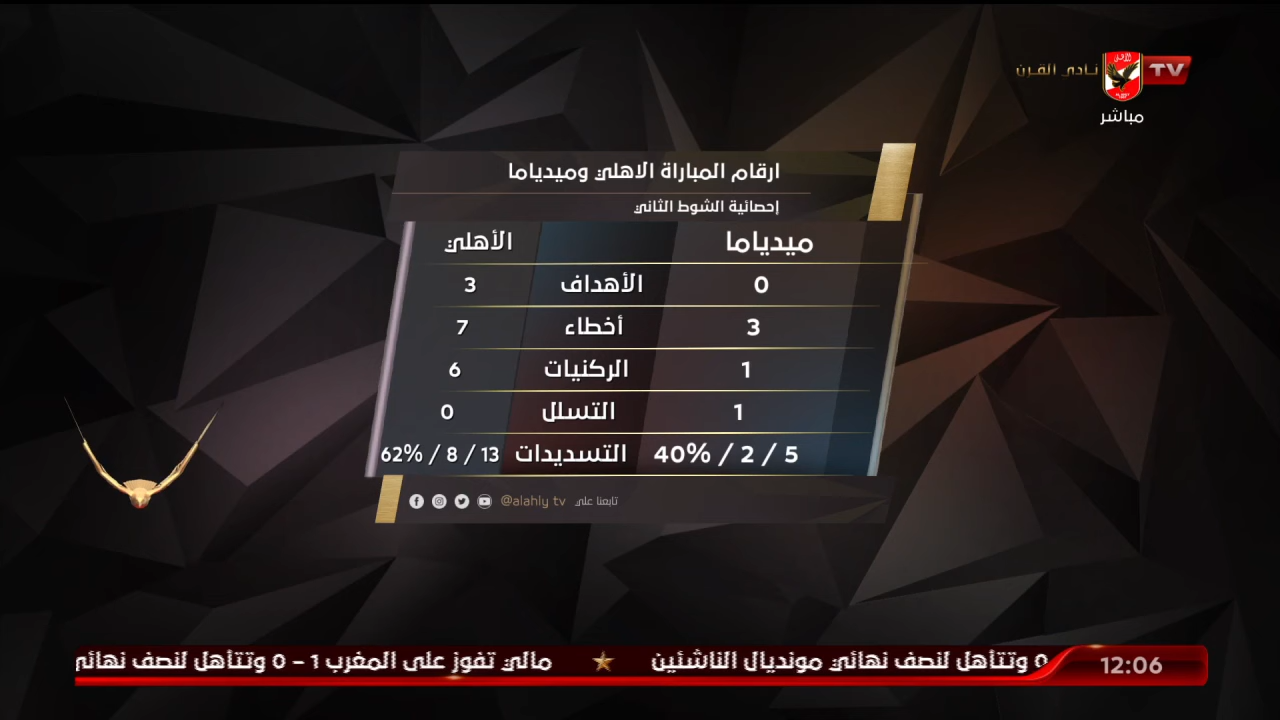 نادي القرن TV
مباشر
ارقام المباراة الاهلي وميدياما
إحصائية الشوط الثاني
ميدياما الأهلي
0 الأهداف 3
3 أخطاء 7
1 الركنيات 6
1 التسلل 0
40% / 2 / 5 التسديدات 62% / 8 / 13
تابعنا علي @alahly tv
12:06
0 وتتأهل لنصف نهائي مونديال الناشئين ★ مالي تفوز على المغرب 1 - 0 وتتأهل لنصف نهائي